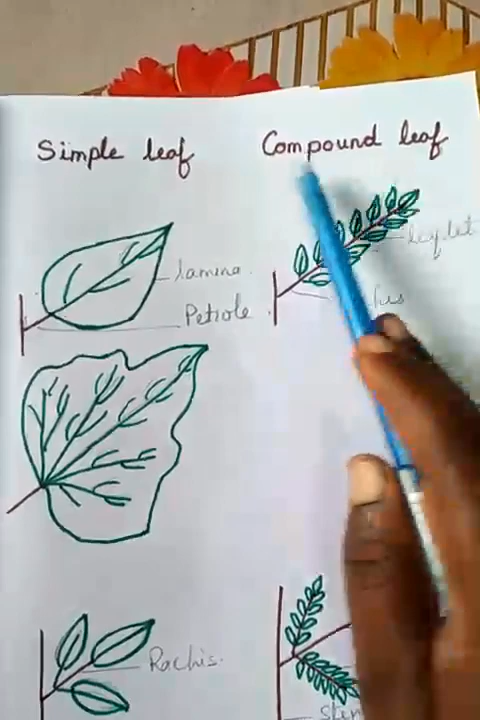 Simple leaf
Compound leaf
lamina
Petiole
leaflet
Rachis